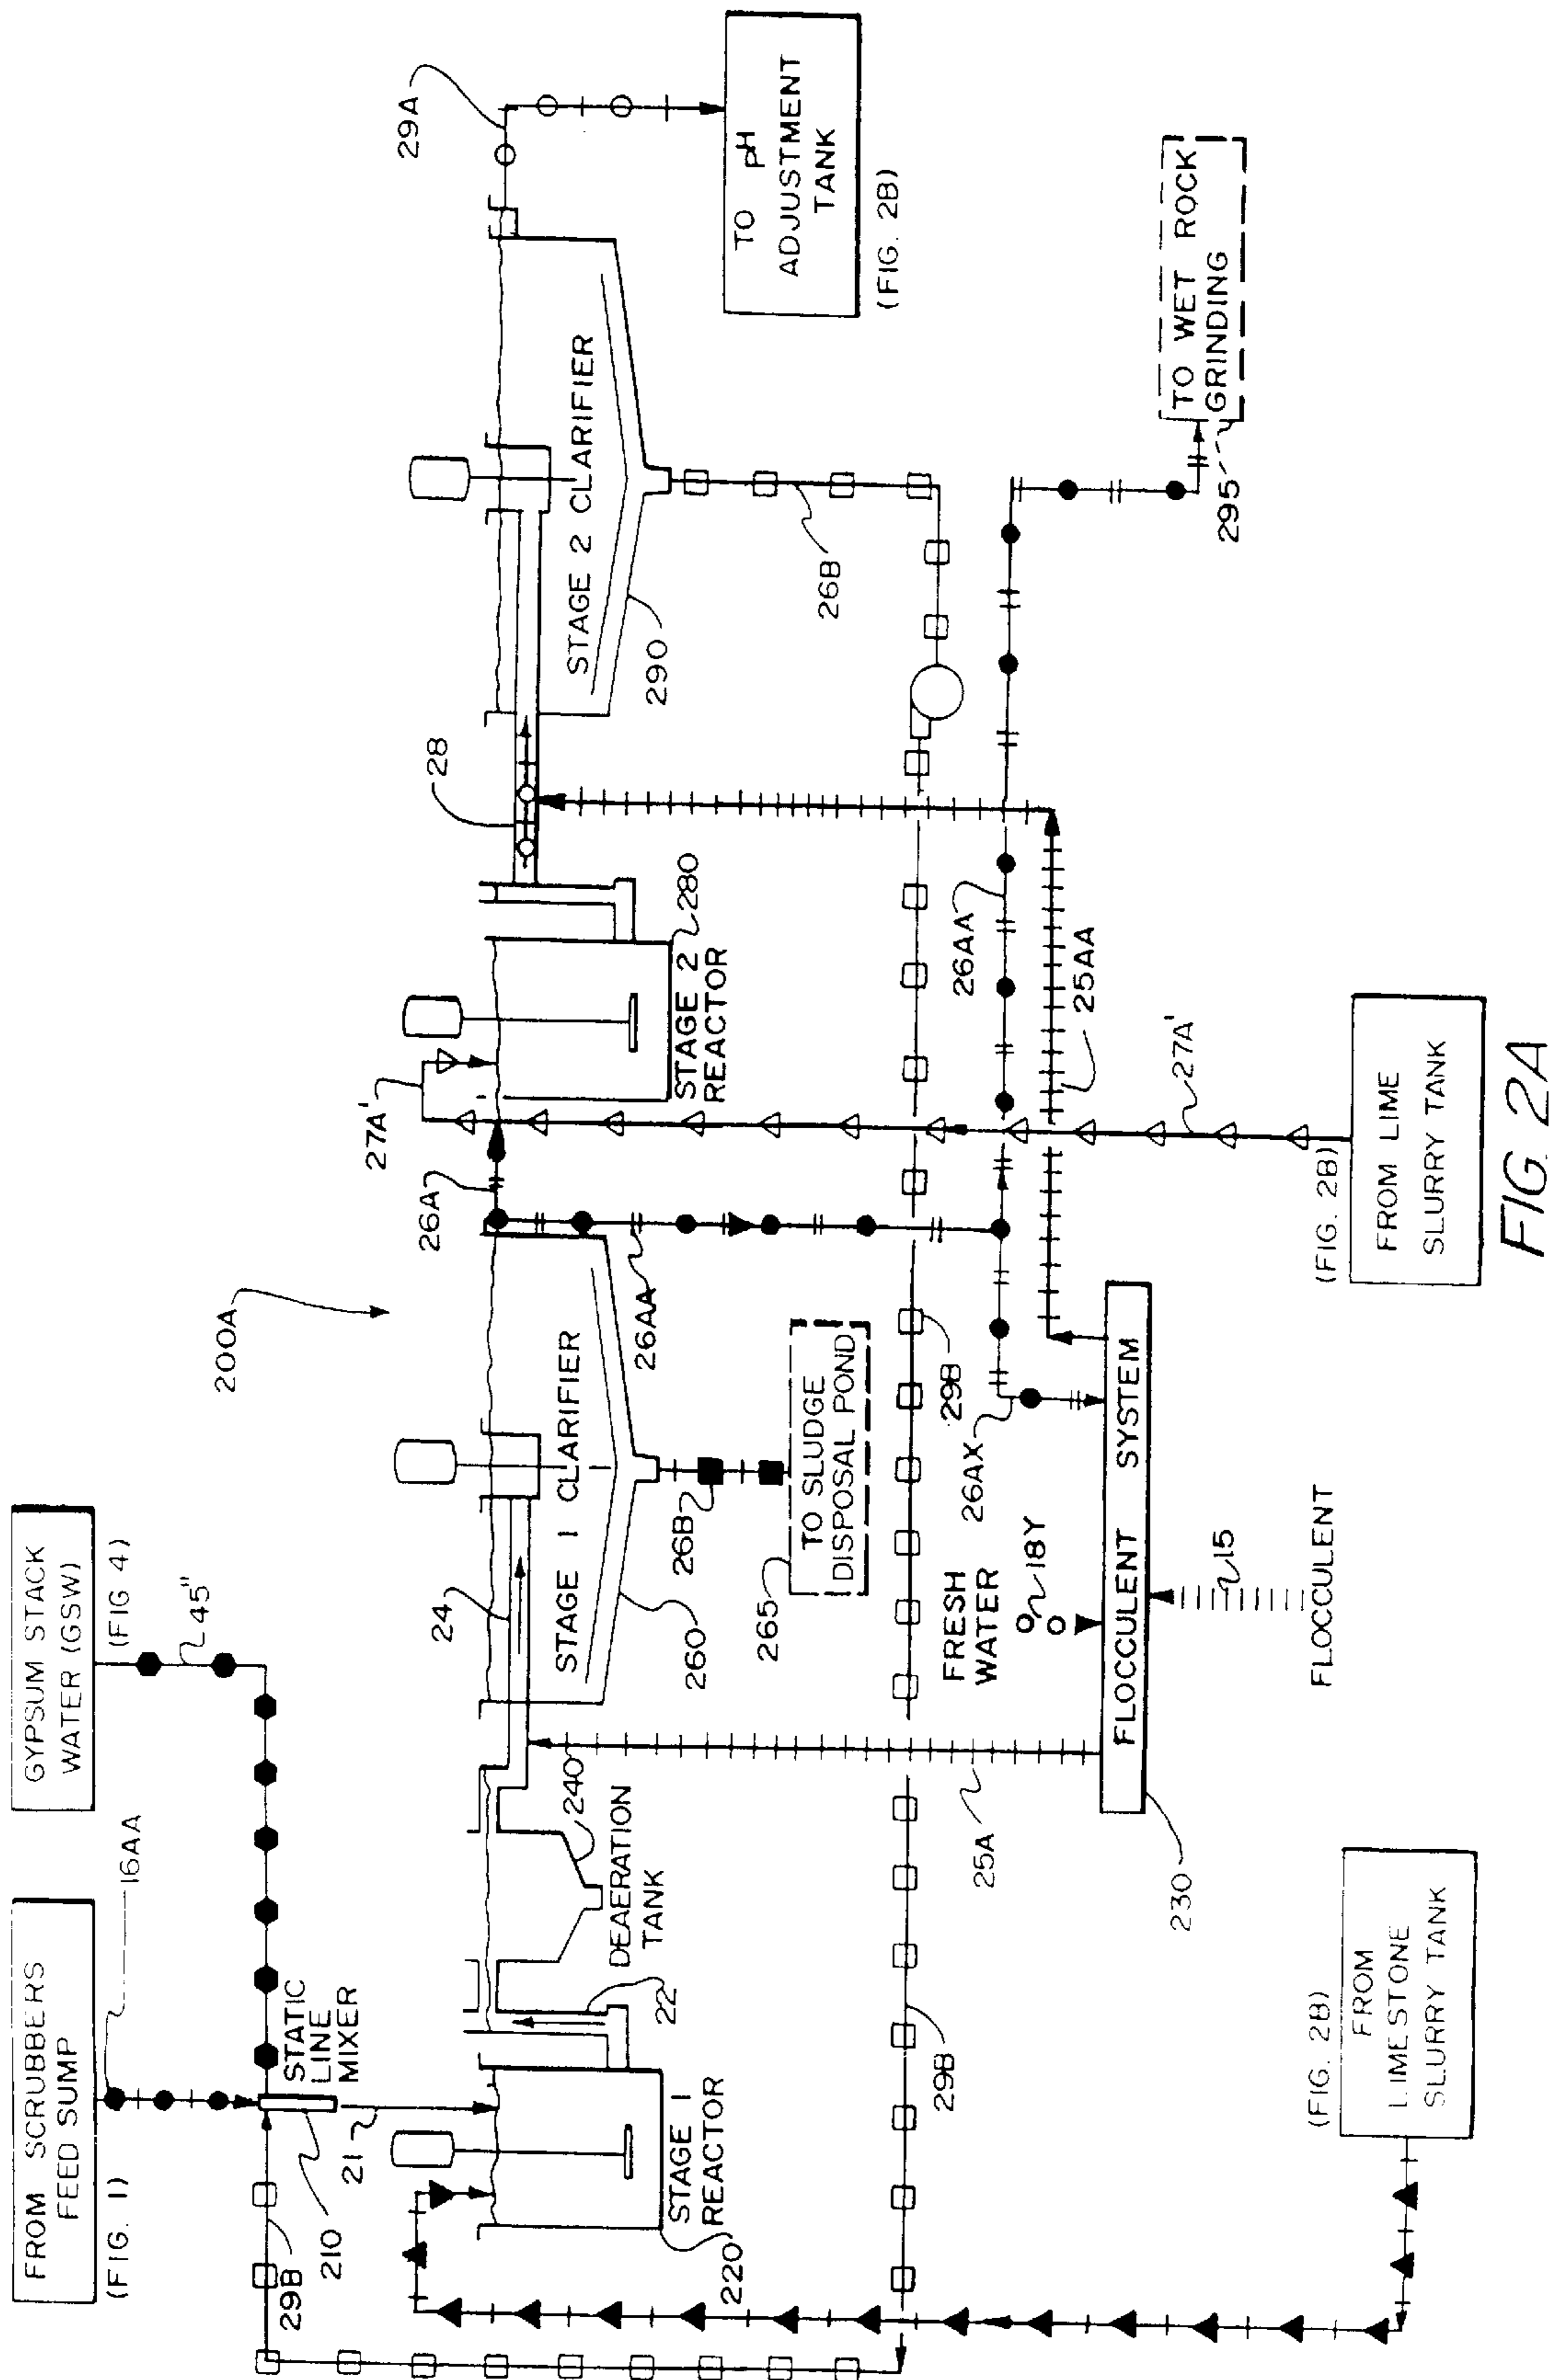 FROM SCRUBBERS
FEED SUMP
(FIG. 1)
16AA
GYPSUM STACK
WATER (GSW)
(FIG 4)
45"
29B
210
STATIC
LINE
MIXER
21
200A
STAGE 1
REACTOR
220
22
DEAERATION
TANK
240
24
STAGE 1 CLARIFIER
260
26B
TO SLUDGE
DISPOSAL POND
265
26A
26AA
27A'
STAGE 2
REACTOR
280
28
STAGE 2 CLARIFIER
290
26B
29A
TO pH
ADJUSTMENT
TANK
(FIG. 2B)
TO WET ROCK
GRINDING
295
26AA
25AA
29B
29B
26AX
FRESH
WATER
18Y
FLOCCULENT SYSTEM
230
25A
15
FLOCCULENT
27A'
(FIG. 2B)
FROM LIME
SLURRY TANK
(FIG. 2B)
FROM
LIMESTONE
SLURRY TANK
FIG. 2A